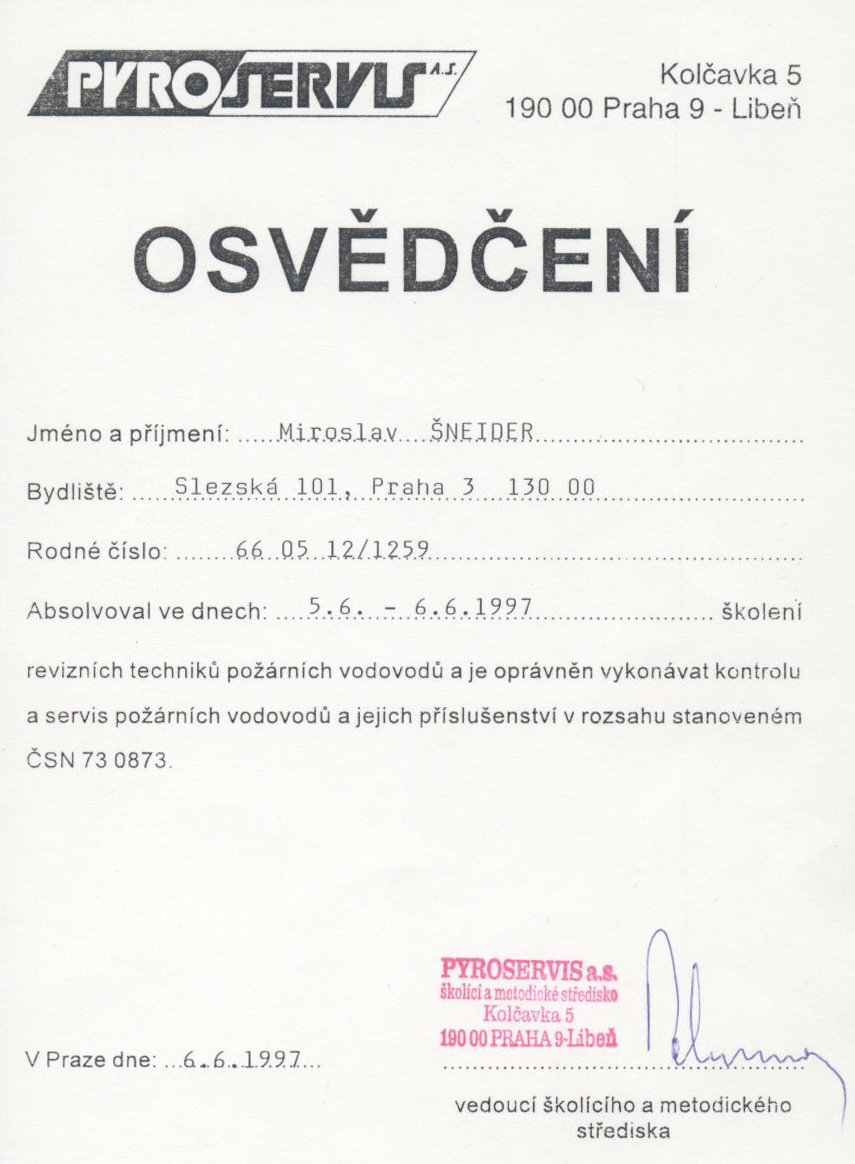 PYROSERVIS A.S.
Kolčavka 5
190 00 Praha 9 - Libeň
OSVĚDČENÍ
Jméno a příjmení: .....Miroslav....ŠNEIDER..................................
Bydliště: .....Slezská 101, Praha 3 130 00..........................
Rodné číslo: .......66 05 12/1259..............................................
Absolvoval ve dnech: ....5.6. - 6.6.1997......................... školení
revizních techniků požárních vodovodů a je oprávněn vykonávat kontrolu
a servis požárních vodovodů a jejich příslušenství v rozsahu stanoveném
ČSN 73 0873.
PYROSERVIS a.s.
školící a metodické středisko
Kolčavka 5
190 00 PRAHA 9-Libeň
V Praze dne: ...6.6.1997...
vedoucí školícího a metodického
střediska